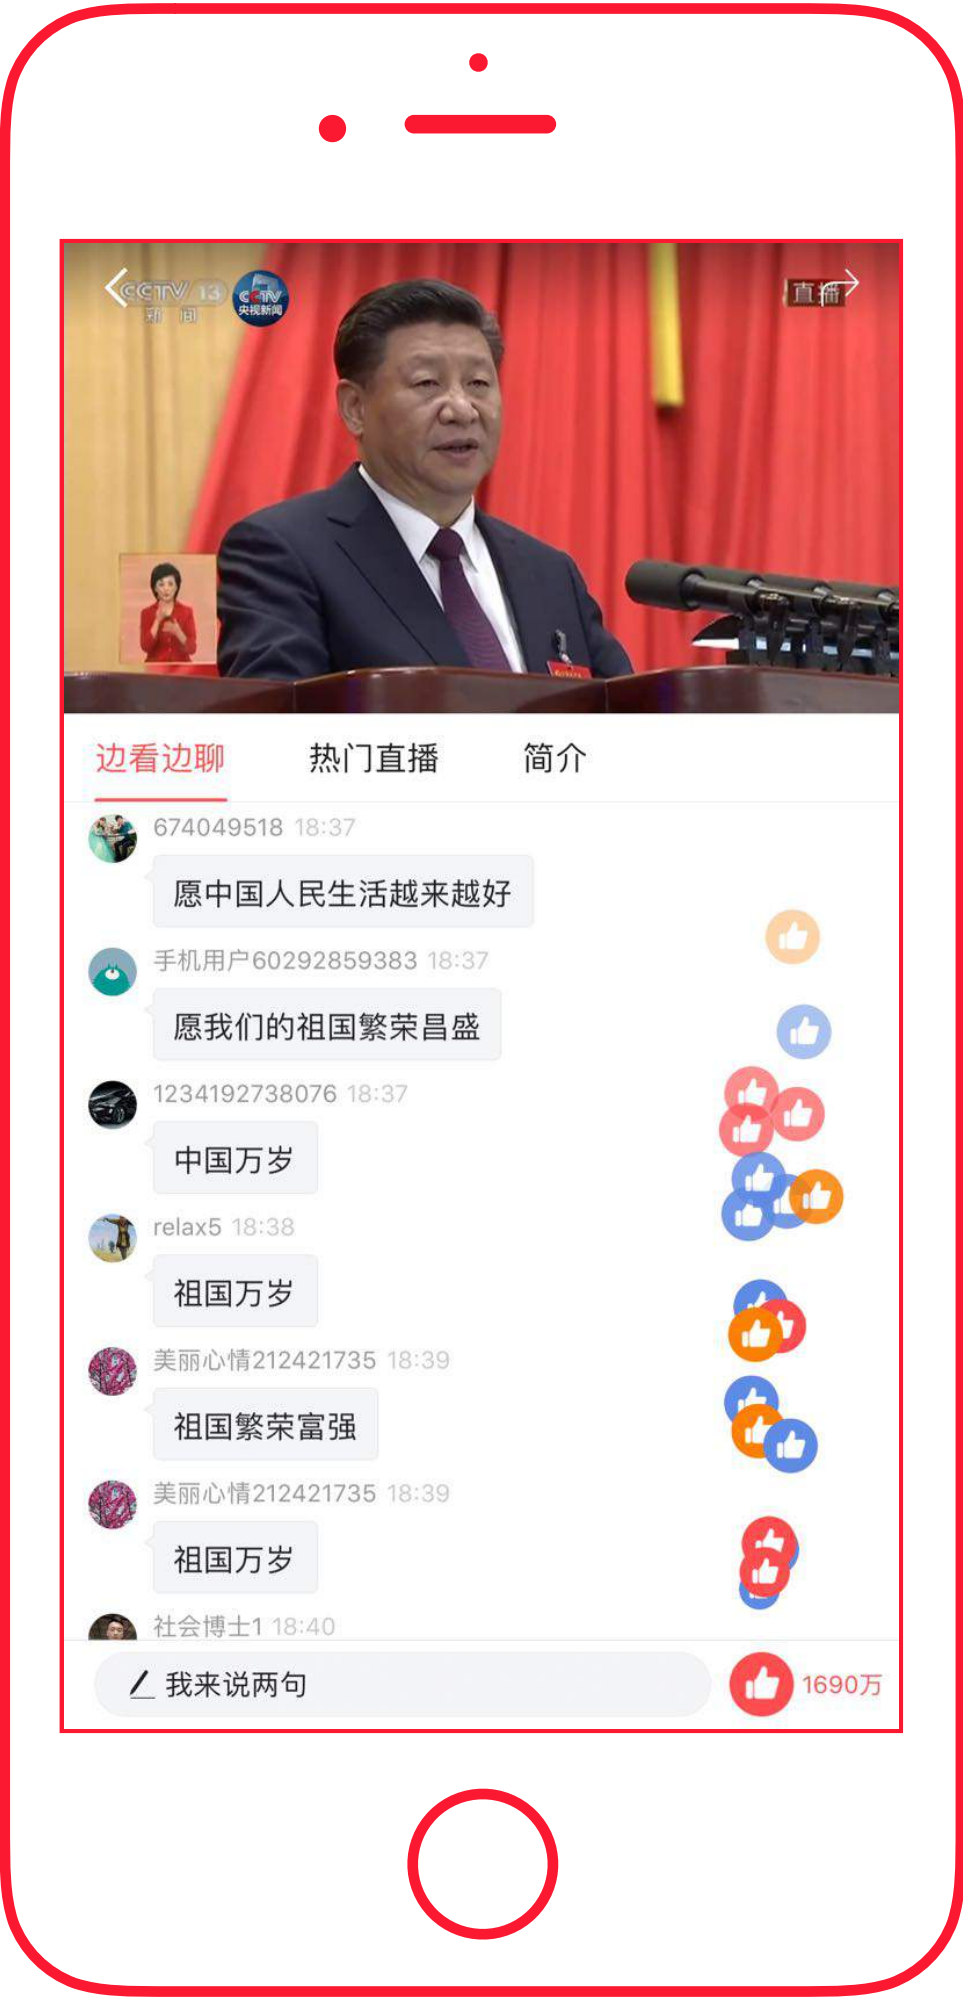 CCTV 13
新闻
CCTV
央视新闻
直播
边看边聊 热门直播 简介
674049518 18:37
愿中国人民生活越来越好
手机用户60292859383 18:37
愿我们的祖国繁荣昌盛
1234192738076 18:37
中国万岁
relax5 18:38
祖国万岁
美丽心情212421735 18:39
祖国繁荣富强
美丽心情212421735 18:39
祖国万岁
社会博士1 18:40
我来说两句 1690万